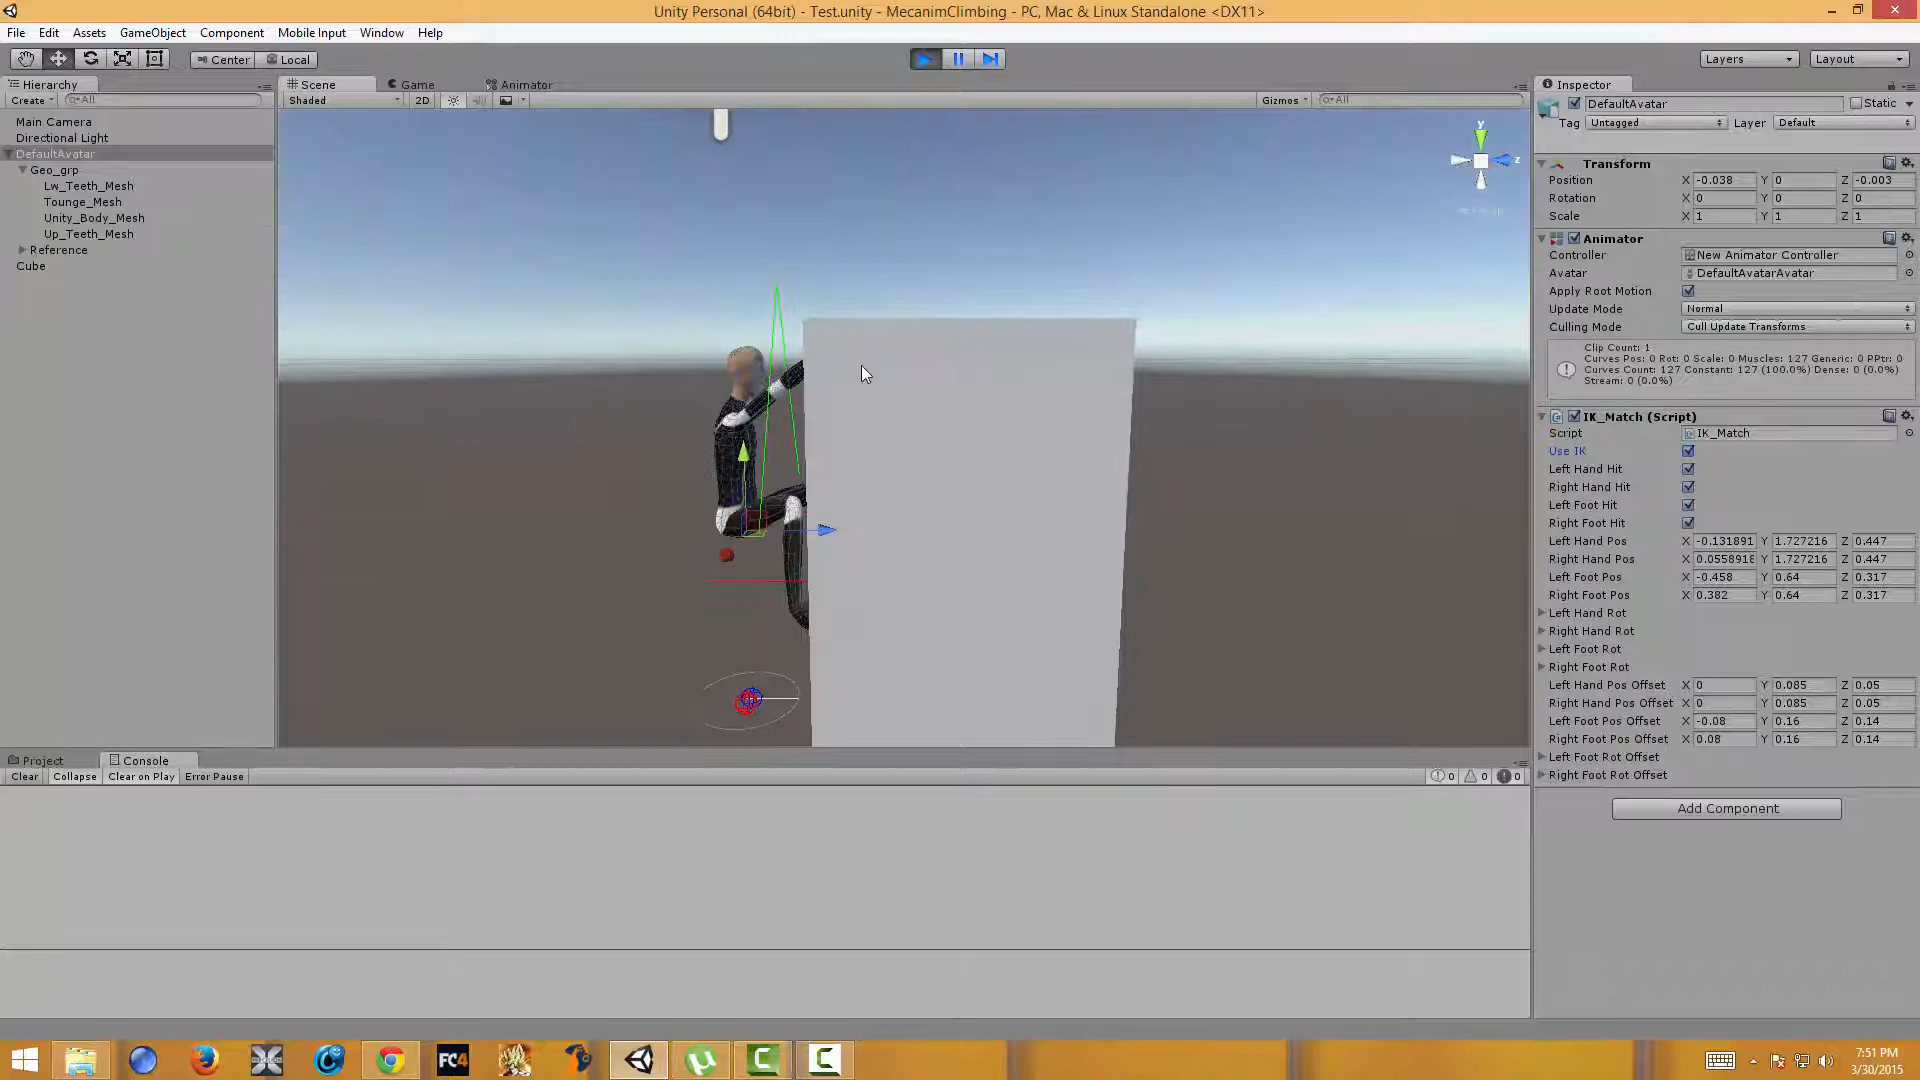 Unity Personal (64bit) - Test.unity - MecanimClimbing - PC, Mac & Linux Standalone <DX11>
File Edit Assets GameObject Component Mobile Input Window Help
Center Local Layers Layout
Hierarchy
Create All
Main Camera
Directional Light
DefaultAvatar
Geo_grp
Lw_Teeth_Mesh
Tounge_Mesh
Unity_Body_Mesh
Up_Teeth_Mesh
Reference
Cube
Scene Game Animator
Shaded 2D Gizmos All
y
z
Inspector
DefaultAvatar Static
Tag Untagged Layer Default
Transform
Position X -0.038 Y 0 Z -0.003
Rotation X 0 Y 0 Z 0
Scale X 1 Y 1 Z 1
Animator
Controller New Animator Controller
Avatar DefaultAvatarAvatar
Apply Root Motion
Update Mode Normal
Culling Mode Cull Update Transforms
Clip Count: 1
Curves Pos: 0 Rot: 0 Scale: 0 Muscles: 127 Generic: 0 PPtr: 0
Curves Count: 127 Constant: 127 (100.0%) Dense: 0 (0.0%)
Stream: 0 (0.0%)
IK_Match (Script)
Script IK_Match
Use IK
Left Hand Hit
Right Hand Hit
Left Foot Hit
Right Foot Hit
Left Hand Pos X -0.131891 Y 1.727216 Z 0.447
Right Hand Pos X 0.0558918 Y 1.727216 Z 0.447
Left Foot Pos X -0.458 Y 0.64 Z 0.317
Right Foot Pos X 0.382 Y 0.64 Z 0.317
Left Hand Rot
Right Hand Rot
Left Foot Rot
Right Foot Rot
Left Hand Pos Offset X 0 Y 0.085 Z 0.05
Right Hand Pos Offset X 0 Y 0.085 Z 0.05
Left Foot Pos Offset X -0.08 Y 0.16 Z 0.14
Right Foot Pos Offset X 0.08 Y 0.16 Z 0.14
Left Foot Rot Offset
Right Foot Rot Offset
Add Component
Project Console
Clear Collapse Clear on Play Error Pause 0 0 0
FC4
7:51 PM
3/30/2015